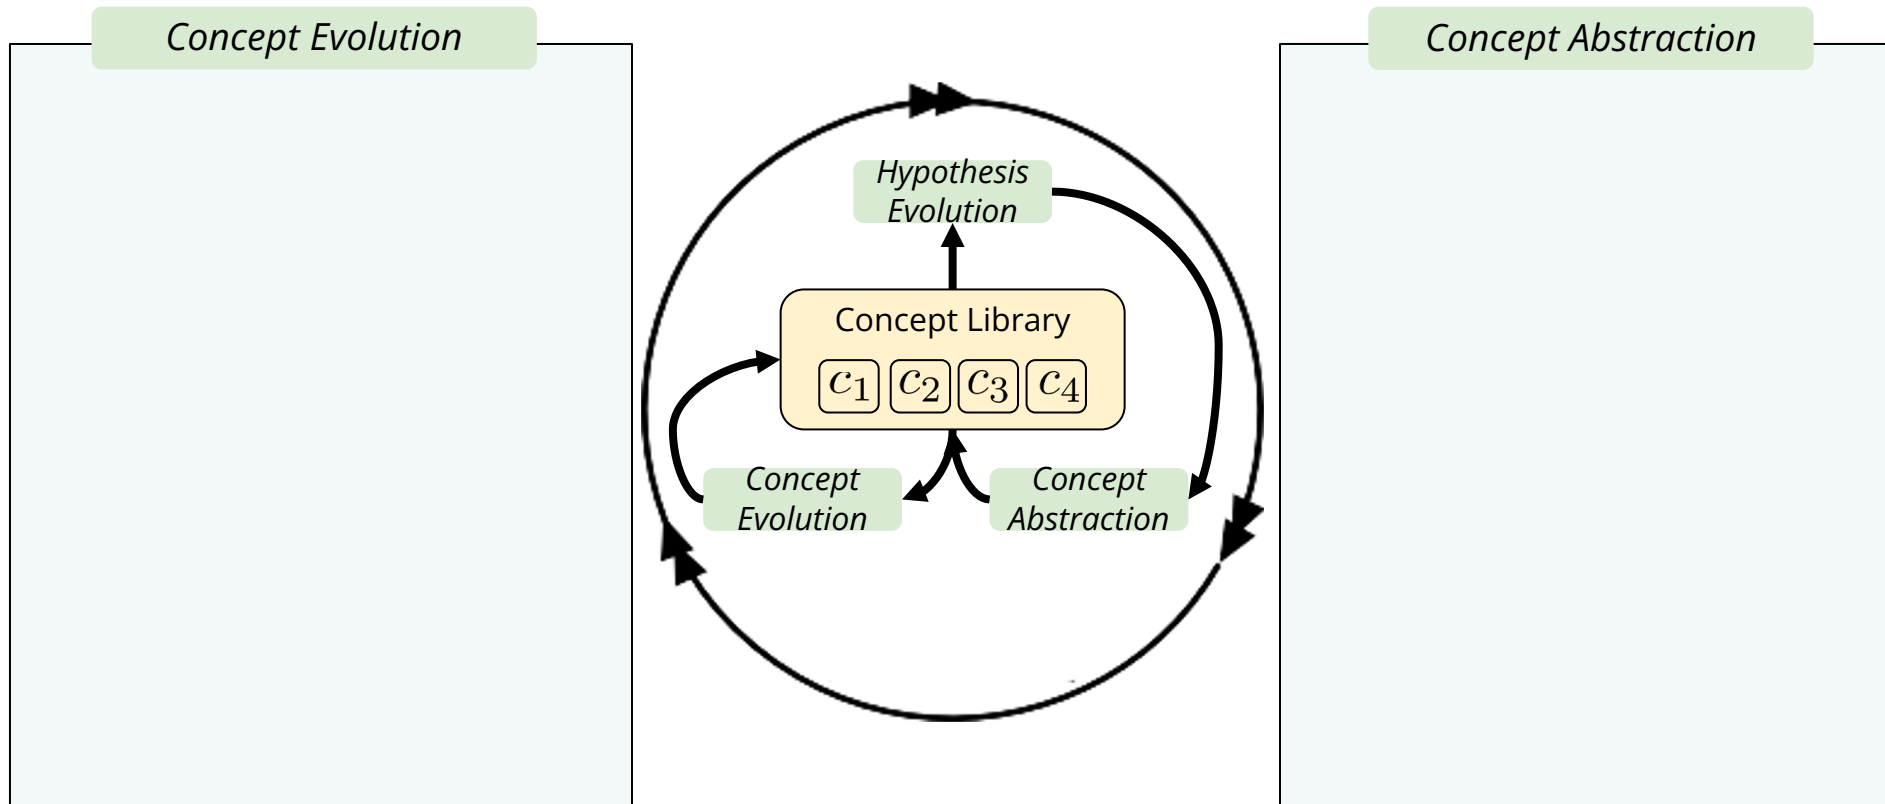 Concept Evolution
Concept Abstraction
Hypothesis
Evolution
Concept Library
c₁ c₂ c₃ c₄
Concept
Evolution
Concept
Abstraction